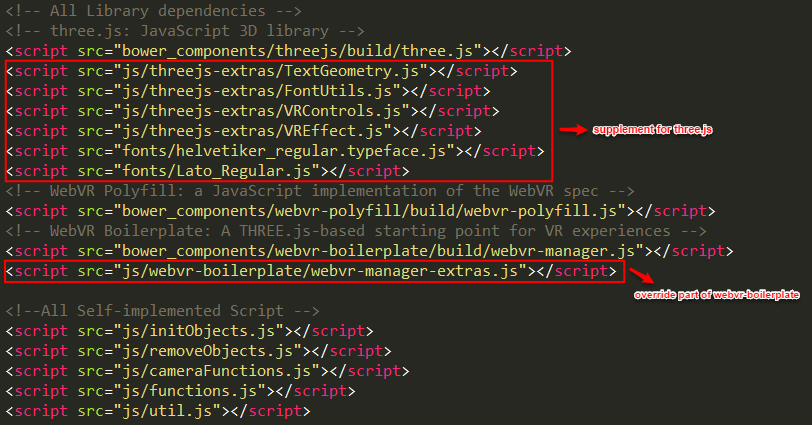 <!-- All Library dependencies -->
<!-- three.js: JavaScript 3D library -->
<script src="bower_components/threejs/build/three.js"></script>
<script src="js/threejs-extras/TextGeometry.js"></script>
<script src="js/threejs-extras/FontUtils.js"></script>
<script src="js/threejs-extras/VRControls.js"></script>
<script src="js/threejs-extras/VREffect.js"></script>
supplement for three.js
<script src="fonts/helvetiker_regular.typeface.js"></script>
<script src="fonts/Lato_Regular.js"></script>
<!-- WebVR Polyfill: a JavaScript implementation of the WebVR spec -->
<script src="bower_components/webvr-polyfill/build/webvr-polyfill.js"></script>
<!-- WebVR Boilerplate: A THREE.js-based starting point for VR experiences -->
<script src="bower_components/webvr-boilerplate/build/webvr-manager.js"></script>
<script src="js/webvr-boilerplate/webvr-manager-extras.js"></script>
override part of webvr-boilerplate
<!--All Self-implemented Script -->
<script src="js/initObjects.js"></script>
<script src="js/removeObjects.js"></script>
<script src="js/cameraFunctions.js"></script>
<script src="js/functions.js"></script>
<script src="js/util.js"></script>